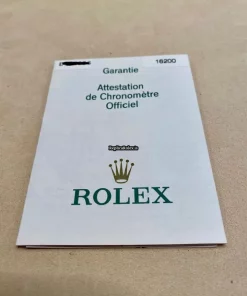 16200
Garantie
Attestation
de Chronomètre
Officiel
ROLEX